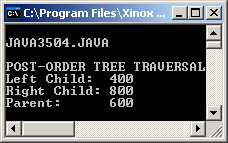 C:\Program Files\Xinox ...
JAVA3504.JAVA
POST-ORDER TREE TRAVERSAL
Left Child:  400
Right Child: 800
Parent:      600